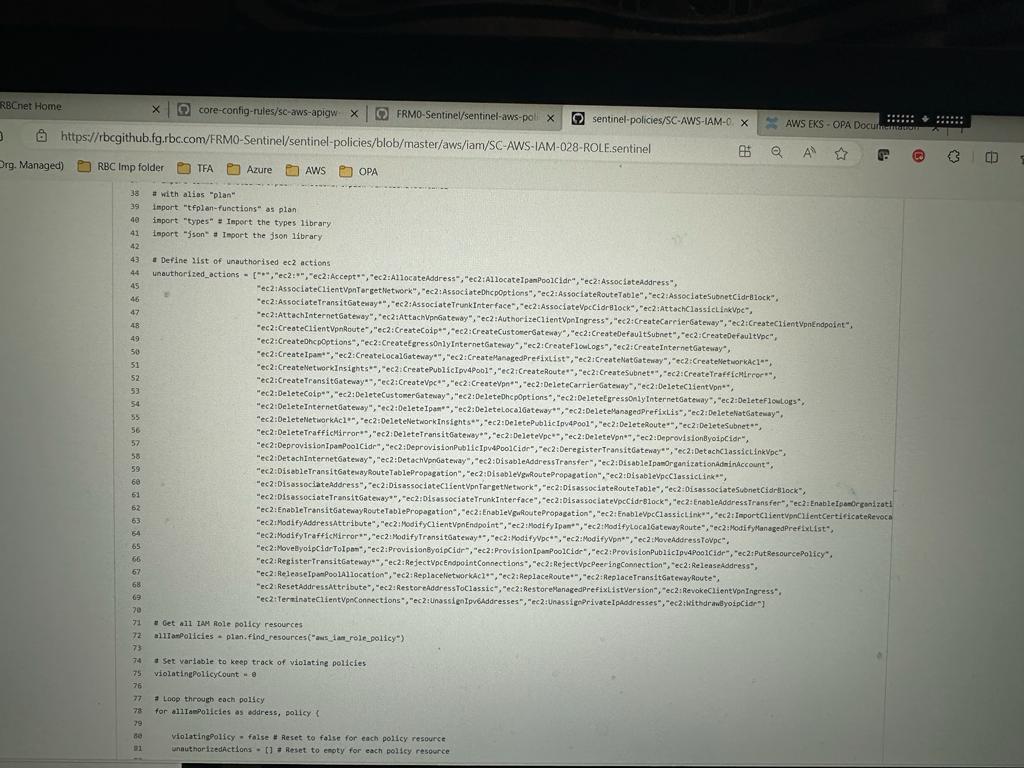 RBCnet Home
core-config-rules/sc-aws-apigw
FRM0-Sentinel/sentinel-aws-poli
sentinel-policies/SC-AWS-IAM-0
AWS EKS - OPA Documentation
https://rbcgithub.fg.rbc.com/FRM0-Sentinel/sentinel-policies/blob/master/aws/iam/SC-AWS-IAM-028-ROLE.sentinel
Org. Managed) RBC Imp folder TFA Azure AWS OPA
38 # with alias "plan"
39 import "tfplan-functions" as plan
40 import "types" # Import the types library
41 import "json" # Import the json library
42
43 # Define list of unauthorised ec2 actions
44 unauthorized_actions = ["*","ec2:*","ec2:Accept*","ec2:AllocateAddress","ec2:AllocateIpamPoolCidr","ec2:AssociateAddress",
45 "ec2:AssociateClientVpnTargetNetwork","ec2:AssociateDhcpOptions","ec2:AssociateRouteTable","ec2:AssociateSubnetCidrBlock",
46 "ec2:AssociateTransitGateway*","ec2:AssociateTrunkInterface","ec2:AssociateVpcCidrBlock","ec2:AttachClassicLinkVpc",
47 "ec2:AttachInternetGateway","ec2:AttachVpnGateway","ec2:AuthorizeClientVpnIngress","ec2:CreateCarrierGateway","ec2:CreateClientVpnEndpoint",
48 "ec2:CreateClientVpnRoute","ec2:CreateCoip*","ec2:CreateCustomerGateway","ec2:CreateDefaultSubnet","ec2:CreateDefaultVpc",
49 "ec2:CreateDhcpOptions","ec2:CreateEgressOnlyInternetGateway","ec2:CreateFlowLogs","ec2:CreateInternetGateway",
50 "ec2:CreateIpam*","ec2:CreateLocalGateway*","ec2:CreateManagedPrefixList","ec2:CreateNatGateway","ec2:CreateNetworkAcl*",
51 "ec2:CreateNetworkInsights*","ec2:CreatePublicIpv4Pool","ec2:CreateRoute*","ec2:CreateSubnet*","ec2:CreateTrafficMirror*",
52 "ec2:CreateTransitGateway*","ec2:CreateVpc*","ec2:CreateVpn*","ec2:DeleteCarrierGateway","ec2:DeleteClientVpn*",
53 "ec2:DeleteCoip*","ec2:DeleteCustomerGateway","ec2:DeleteDhcpOptions","ec2:DeleteEgressOnlyInternetGateway","ec2:DeleteFlowLogs",
54 "ec2:DeleteInternetGateway","ec2:DeleteIpam*","ec2:DeleteLocalGateway*","ec2:DeleteManagedPrefixLis","ec2:DeleteNatGateway",
55 "ec2:DeleteNetworkAcl*","ec2:DeleteNetworkInsights*","ec2:DeletePublicIpv4Pool","ec2:DeleteRoute*","ec2:DeleteSubnet*",
56 "ec2:DeleteTrafficMirror*","ec2:DeleteTransitGateway*","ec2:DeleteVpc*","ec2:DeleteVpn*","ec2:DeprovisionByoipCidr",
57 "ec2:DeprovisionIpamPoolCidr","ec2:DeprovisionPublicIpv4PoolCidr","ec2:DeregisterTransitGateway*","ec2:DetachClassicLinkVpc",
58 "ec2:DetachInternetGateway","ec2:DetachVpnGateway","ec2:DisableAddressTransfer","ec2:DisableIpamOrganizationAdminAccount",
59 "ec2:DisableTransitGatewayRouteTablePropagation","ec2:DisableVgwRoutePropagation","ec2:DisableVpcClassicLink*",
60 "ec2:DisassociateAddress","ec2:DisassociateClientVpnTargetNetwork","ec2:DisassociateRouteTable","ec2:DisassociateSubnetCidrBlock",
61 "ec2:DisassociateTransitGateway*","ec2:DisassociateTrunkInterface","ec2:DisassociateVpcCidrBlock","ec2:EnableAddressTransfer","ec2:EnableIpamOrganizati
62 "ec2:EnableTransitGatewayRouteTablePropagation","ec2:EnableVgwRoutePropagation","ec2:EnableVpcClassicLink*","ec2:ImportClientVpnClientCertificateRevoca
63 "ec2:ModifyAddressAttribute","ec2:ModifyClientVpnEndpoint","ec2:ModifyIpam*","ec2:ModifyLocalGatewayRoute","ec2:ModifyManagedPrefixList",
64 "ec2:ModifyTrafficMirror*","ec2:ModifyTransitGateway*","ec2:ModifyVpc*","ec2:ModifyVpn*","ec2:MoveAddressToVpc",
65 "ec2:MoveByoipCidrToIpam","ec2:ProvisionByoipCidr","ec2:ProvisionIpamPoolCidr","ec2:ProvisionPublicIpv4PoolCidr","ec2:PutResourcePolicy",
66 "ec2:RegisterTransitGateway*","ec2:RejectVpcEndpointConnections","ec2:RejectVpcPeeringConnection","ec2:ReleaseAddress",
67 "ec2:ReleaseIpamPoolAllocation","ec2:ReplaceNetworkAcl*","ec2:ReplaceRoute*","ec2:ReplaceTransitGatewayRoute",
68 "ec2:ResetAddressAttribute","ec2:RestoreAddressToClassic","ec2:RestoreManagedPrefixListVersion","ec2:RevokeClientVpnIngress",
69 "ec2:TerminateClientVpnConnections","ec2:UnassignIpv6Addresses","ec2:UnassignPrivateIpAddresses","ec2:WithdrawByoipCidr"]
70
71 # Get all IAM Role policy resources
72 allIamPolicies = plan.find_resources("aws_iam_role_policy")
73
74 # Set variable to keep track of violating policies
75 violatingPolicyCount = 0
76
77 # Loop through each policy
78 for allIamPolicies as address, policy {
79
80 violatingPolicy = false # Reset to false for each policy resource
81 unauthorizedActions = [] # Reset to empty for each policy resource